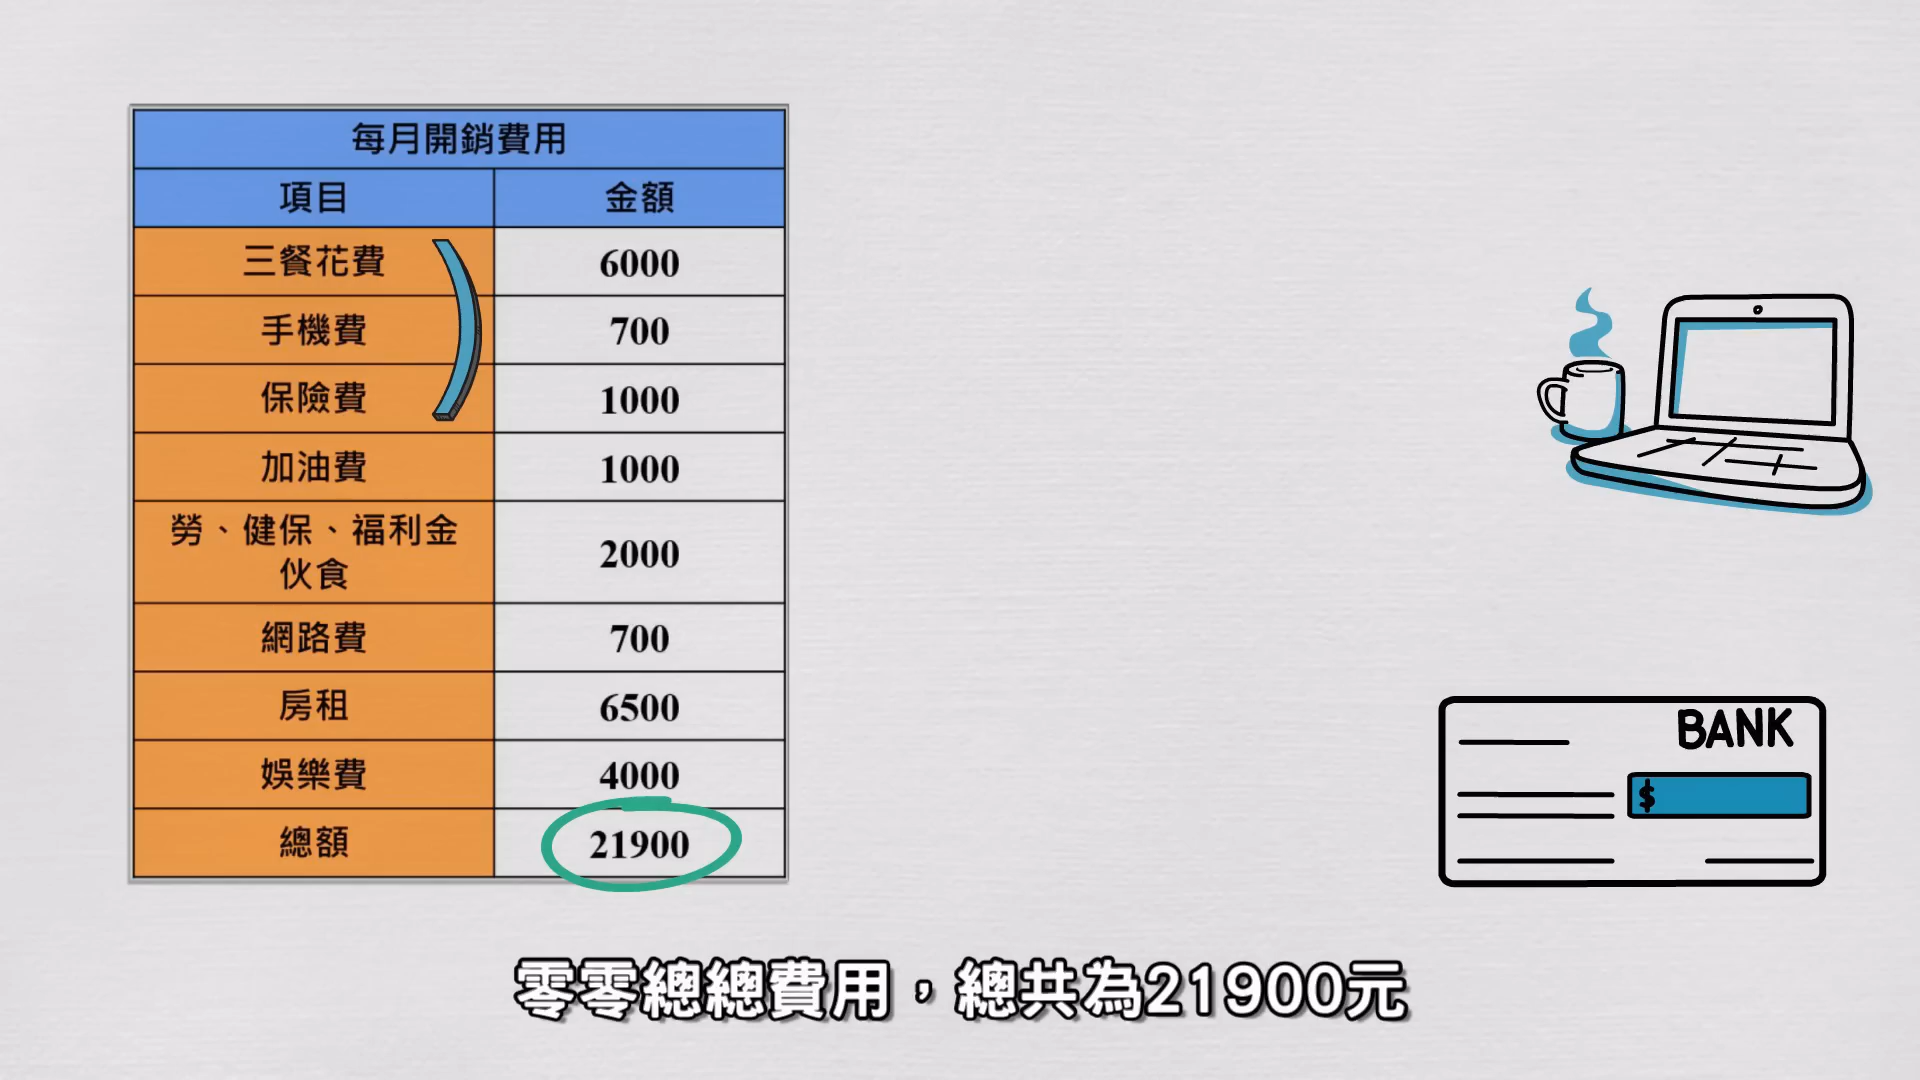 每月開銷費用
項目 金額
三餐花費 6000
手機費 700
保險費 1000
加油費 1000
勞、健保、福利金
伙食 2000
網路費 700
房租 6500
娛樂費 4000
總額 21900
BANK
$
零零總總費用，總共為21900元